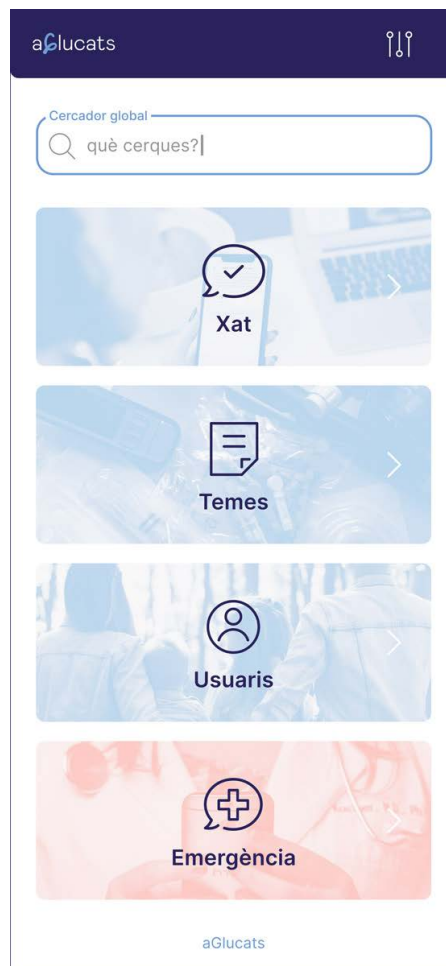 aGlucats
Cercador global
què cerques?
Xat
Temes
Usuaris
Emergència
aGlucats